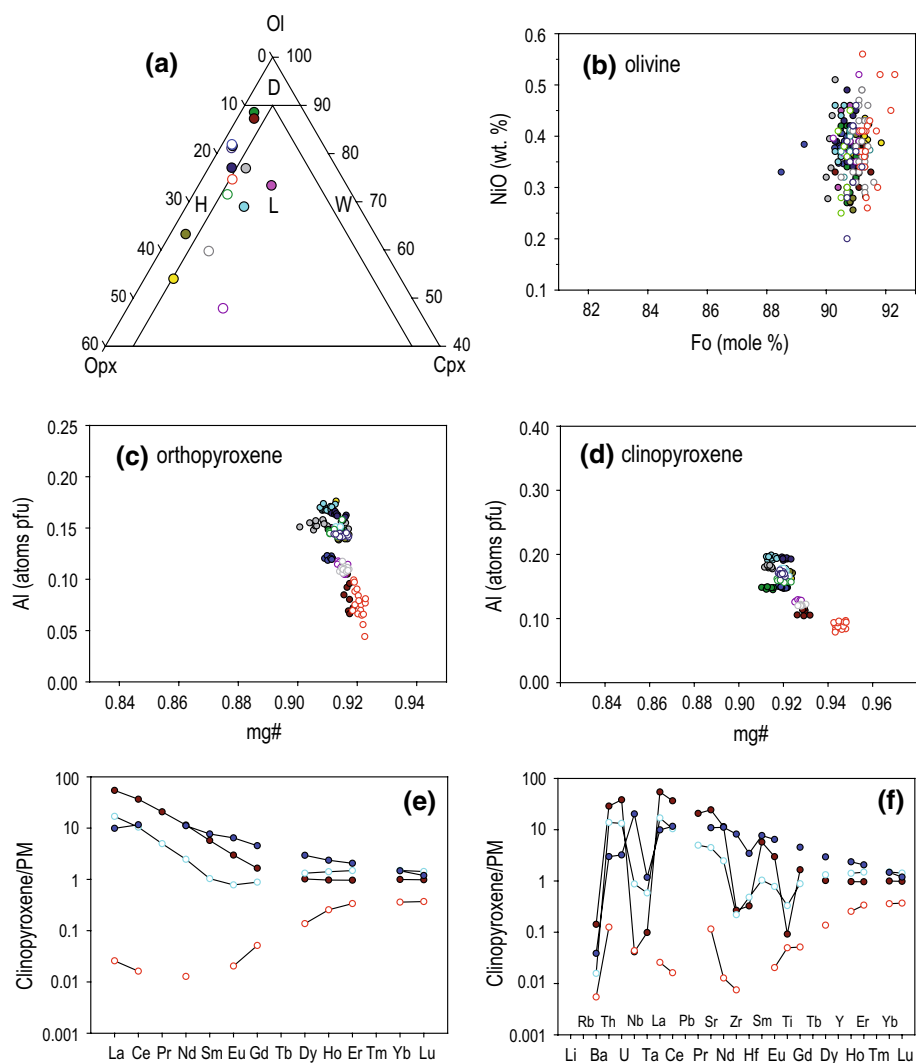 Ol
(a)
0 100
D
10 90
20 80
30 H L W 70
40 60
50 50
60 40
Opx Cpx
(b) olivine
NiO (wt. %)
0.6
0.5
0.4
0.3
0.2
0.1
82 84 86 88 90 92
Fo (mole %)
(c) orthopyroxene
Al (atoms pfu)
0.25
0.20
0.15
0.10
0.05
0.00
0.84 0.86 0.88 0.90 0.92 0.94
mg#
(d) clinopyroxene
Al (atoms pfu)
0.40
0.30
0.20
0.10
0.00
0.84 0.86 0.88 0.90 0.92 0.94 0.96
mg#
(e)
Clinopyroxene/PM
100
10
1
0.1
0.01
0.001
La Ce Pr Nd Sm Eu Gd Tb Dy Ho Er Tm Yb Lu
(f)
Clinopyroxene/PM
100
10
1
0.1
0.01
0.001
Rb Th Nb La Pb Sr Zr Sm Ti Tb Y Er Yb
Li Ba U Ta Ce Pr Nd Hf Eu Gd Dy Ho Tm Lu